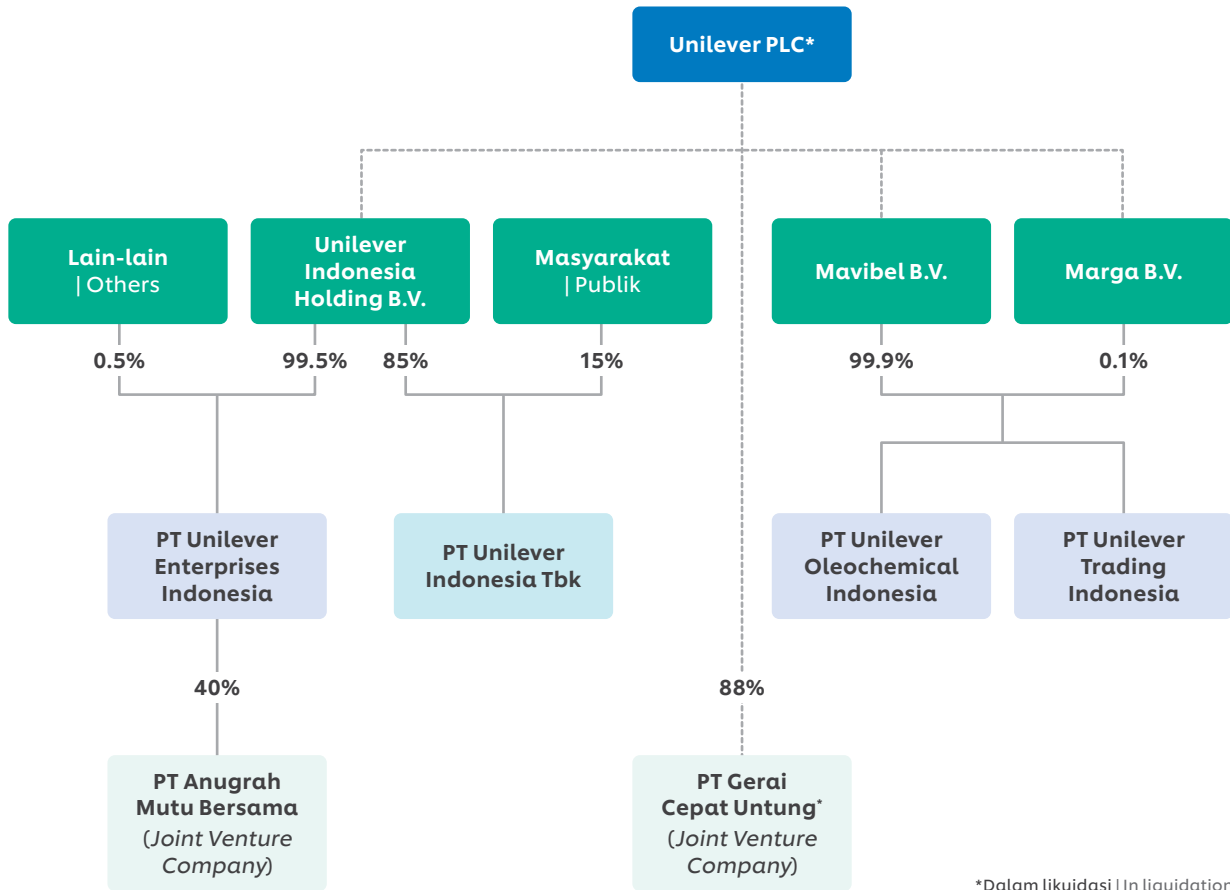 Unilever PLC*
Lain-lain
| Others
Unilever
Indonesia
Holding B.V.
Masyarakat
| Publik
Mavibel B.V.
Marga B.V.
0.5%
99.5%
85%
15%
99.9%
0.1%
PT Unilever
Enterprises
Indonesia
PT Unilever
Indonesia Tbk
PT Unilever
Oleochemical
Indonesia
PT Unilever
Trading
Indonesia
40%
88%
PT Anugrah
Mutu Bersama
(Joint Venture
Company)
PT Gerai
Cepat Untung*
(Joint Venture
Company)
*Dalam likuidasi | In liquidation